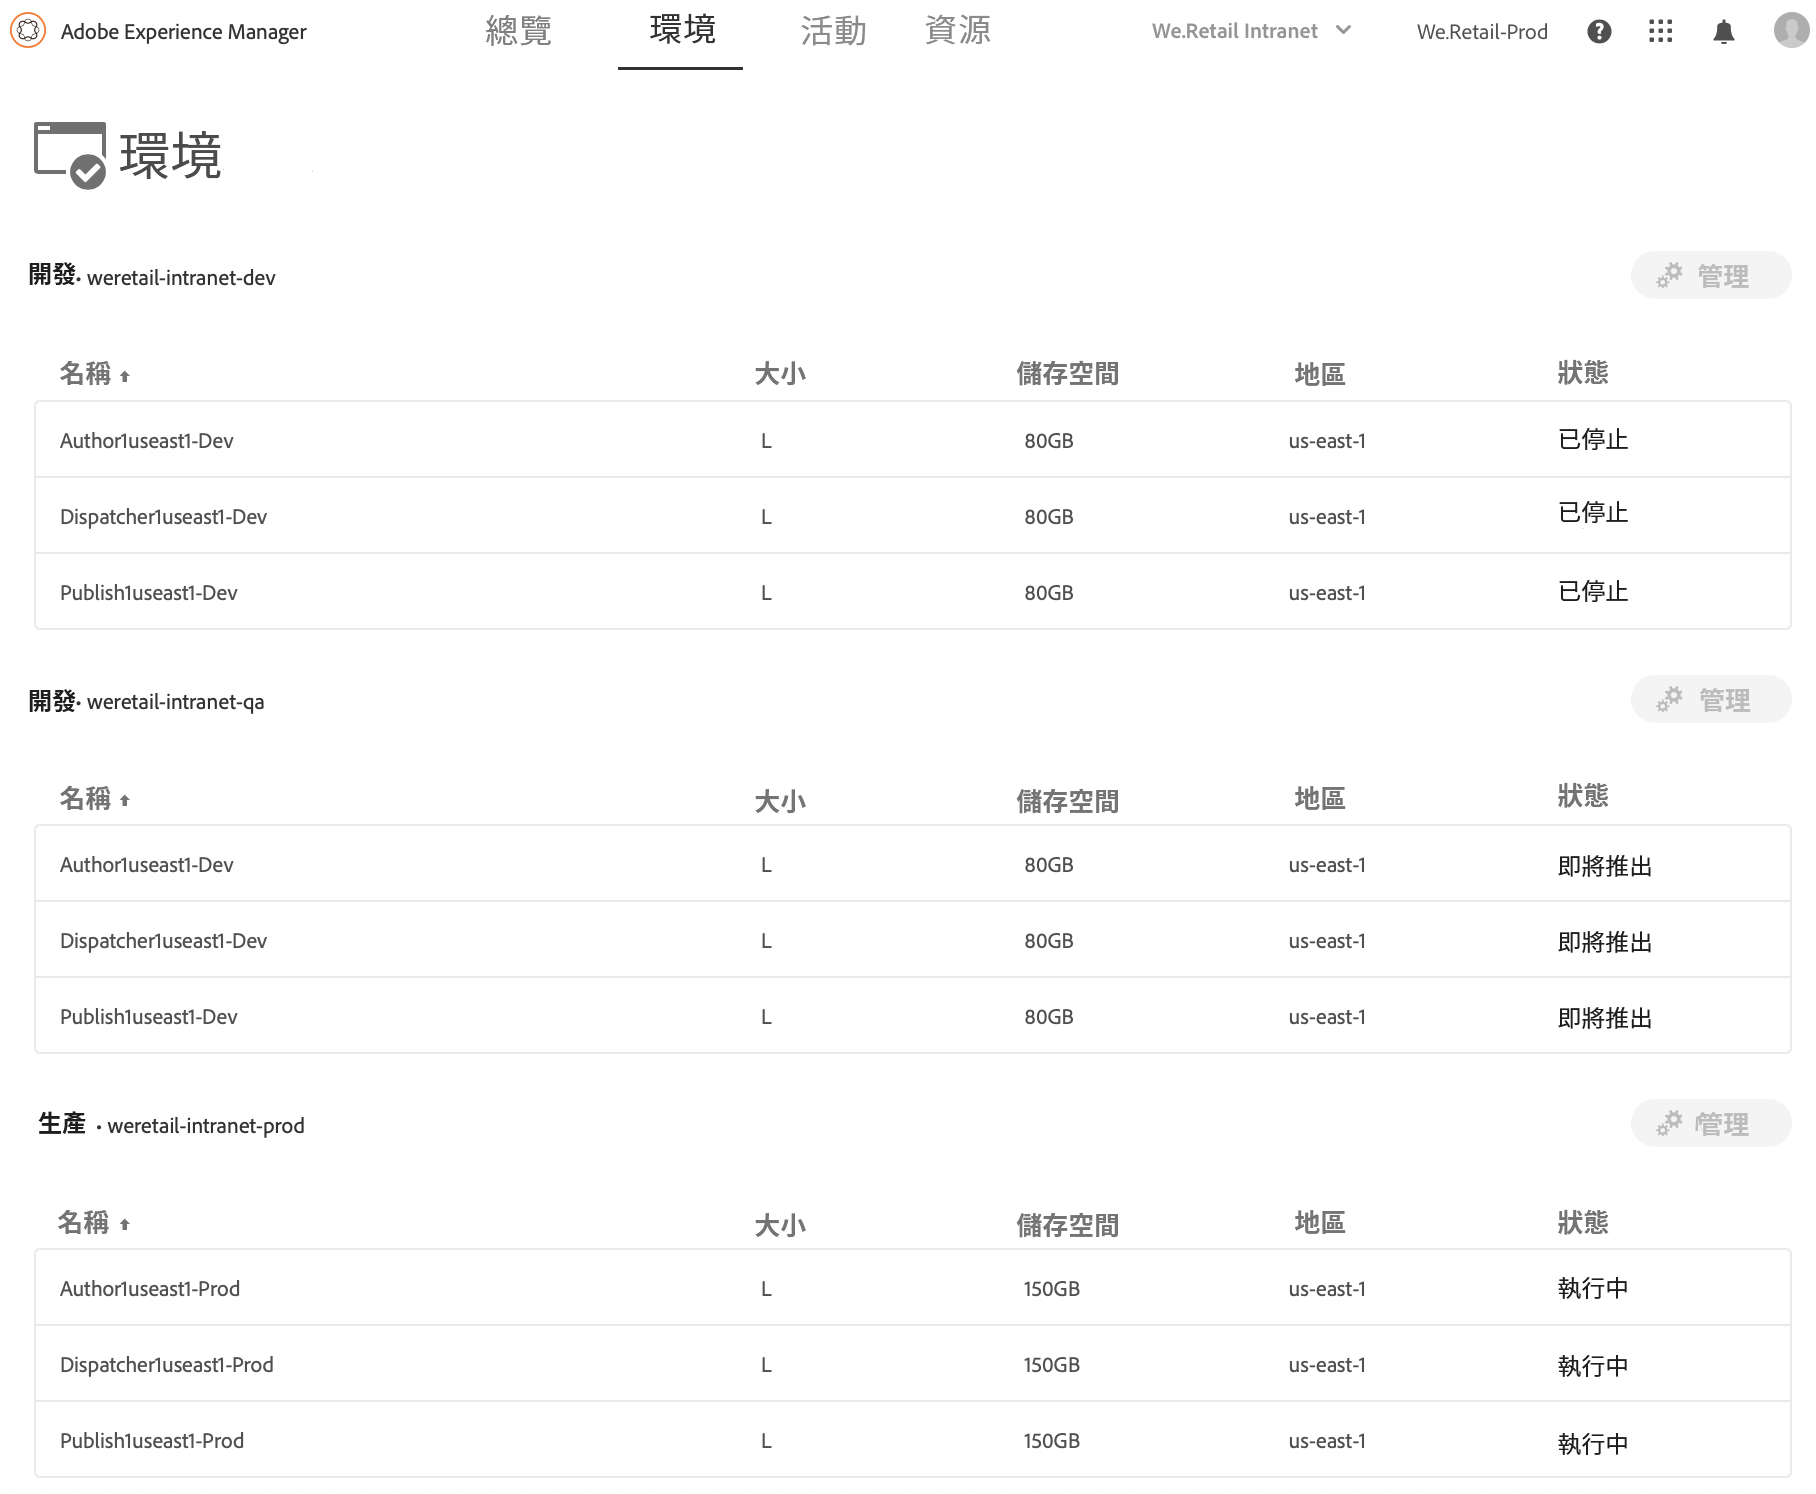 Adobe Experience Manager 總覽 環境 活動 資源 We.Retail Intranet We.Retail-Prod
環境
開發. weretail-intranet-dev 管理
名稱 大小 儲存空間 地區 狀態
Author1useast1-Dev L 80GB us-east-1 已停止
Dispatcher1useast1-Dev L 80GB us-east-1 已停止
Publish1useast1-Dev L 80GB us-east-1 已停止
開發· weretail-intranet-qa 管理
名稱 大小 儲存空間 地區 狀態
Author1useast1-Dev L 80GB us-east-1 即將推出
Dispatcher1useast1-Dev L 80GB us-east-1 即將推出
Publish1useast1-Dev L 80GB us-east-1 即將推出
生產 · weretail-intranet-prod 管理
名稱 大小 儲存空間 地區 狀態
Author1useast1-Prod L 150GB us-east-1 執行中
Dispatcher1useast1-Prod L 150GB us-east-1 執行中
Publish1useast1-Prod L 150GB us-east-1 執行中